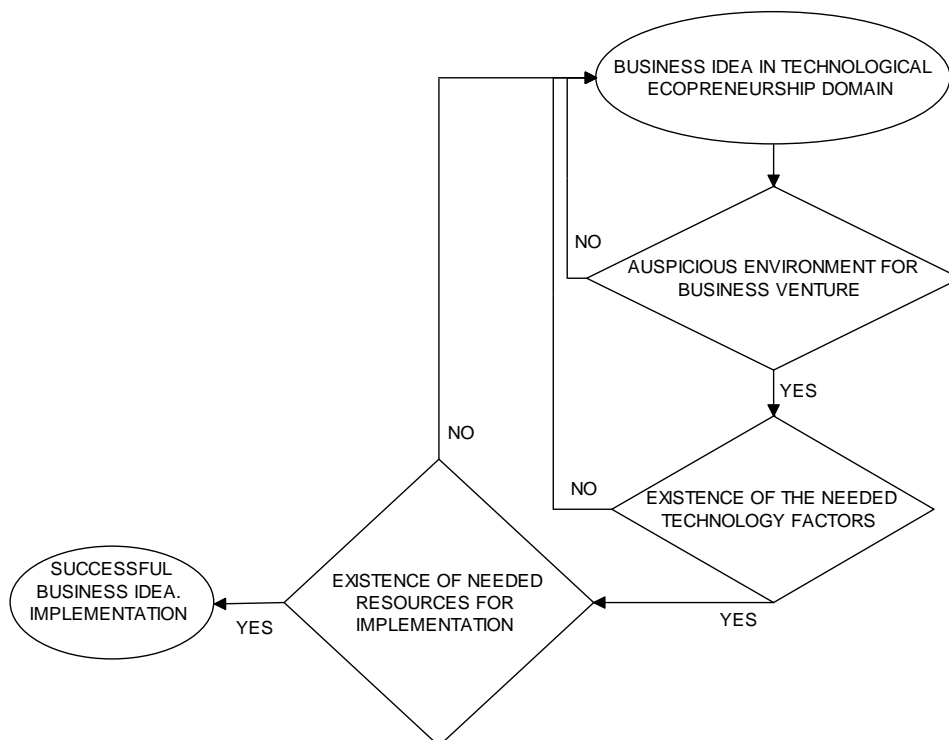 BUSINESS IDEA IN TECHNOLOGICAL
ECOPRENEURSHIP DOMAIN
NO
AUSPICIOUS ENVIRONMENT FOR
BUSINESS VENTURE
YES
NO
NO
EXISTENCE OF THE NEEDED
TECHNOLOGY FACTORS
YES
EXISTENCE OF NEEDED
RESOURCES FOR
IMPLEMENTATION
YES
SUCCESSFUL
BUSINESS IDEA.
IMPLEMENTATION